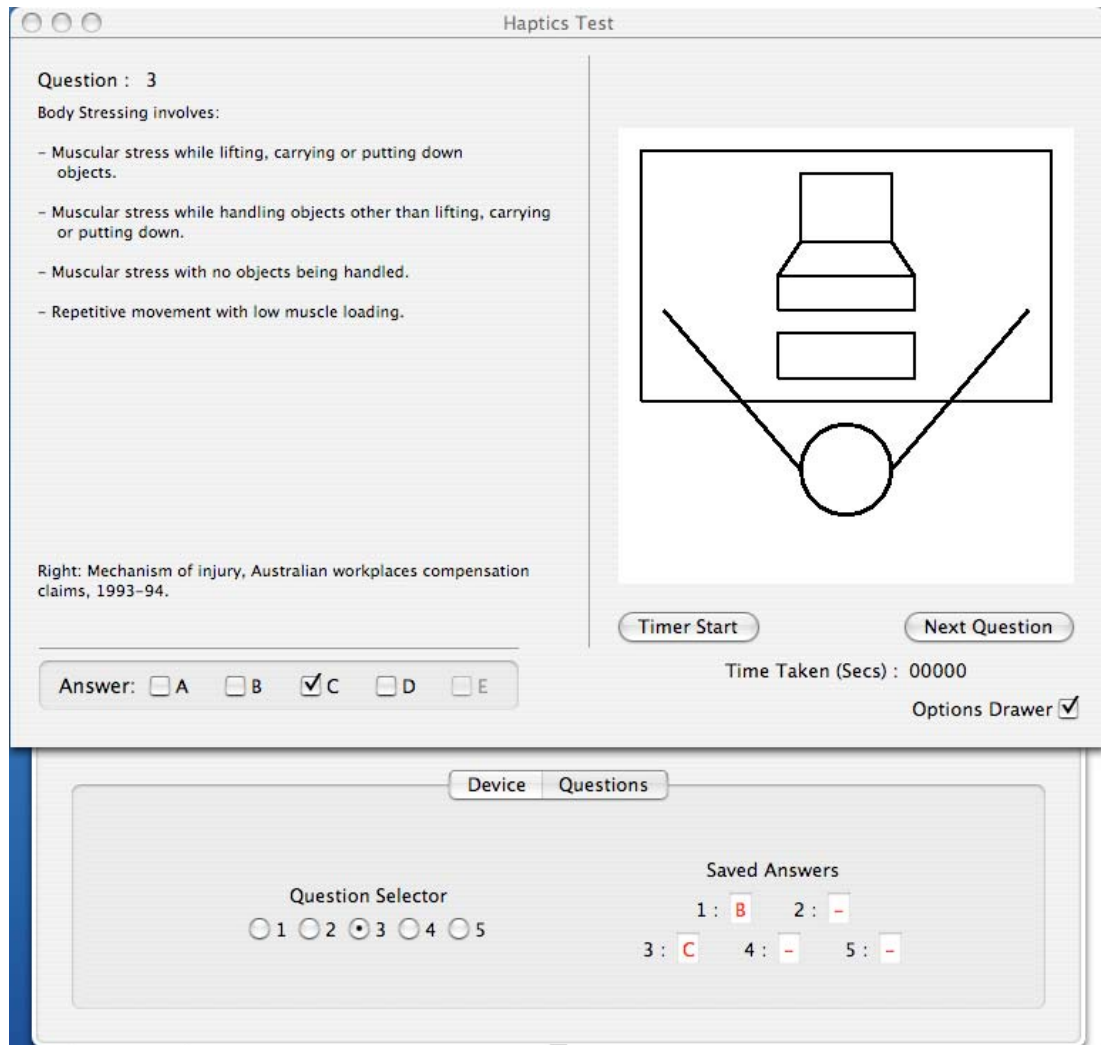 Haptics Test
Question : 3
Body Stressing involves:
– Muscular stress while lifting, carrying or putting down
objects.
– Muscular stress while handling objects other than lifting, carrying
or putting down.
– Muscular stress with no objects being handled.
– Repetitive movement with low muscle loading.
Right: Mechanism of injury, Australian workplaces compensation
claims, 1993–94.
Timer Start Next Question
Time Taken (Secs) : 00000
Answer: A B C D E
Options Drawer
Device Questions
Question Selector
1 2 3 4 5
Saved Answers
1 : B 2 : –
3 : C 4 : – 5 : –